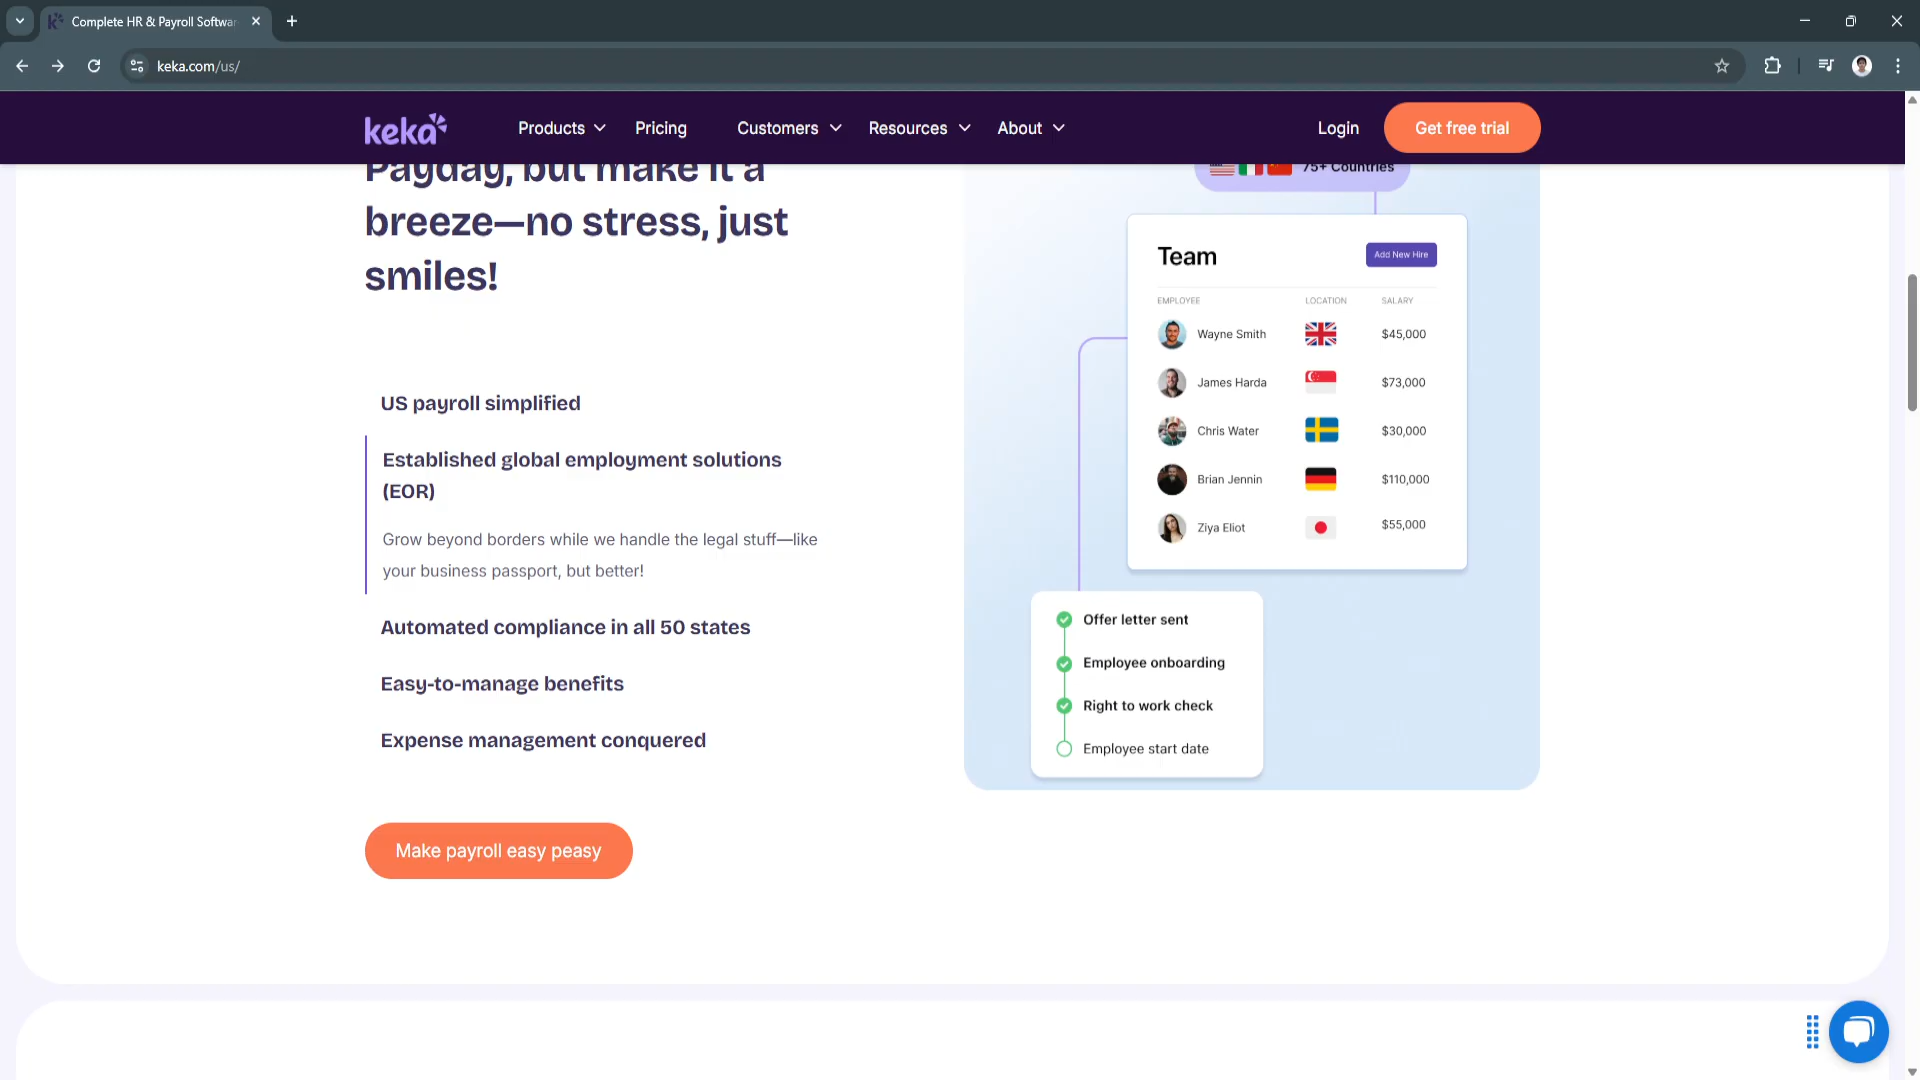 Complete HR & Payroll Softwar
keka.com/us/
keka
Products
Pricing
Customers
Resources
About
Login
Get free trial
Payday, but make it a
breeze—no stress, just
smiles!
US payroll simplified
Established global employment solutions
(EOR)
Grow beyond borders while we handle the legal stuff—like
your business passport, but better!
Automated compliance in all 50 states
Easy-to-manage benefits
Expense management conquered
Make payroll easy peasy
75+ Countries
Team
Add New Hire
EMPLOYEE LOCATION SALARY
Wayne Smith $45,000
James Harda $73,000
Chris Water $30,000
Brian Jennin $110,000
Ziya Eliot $55,000
Offer letter sent
Employee onboarding
Right to work check
Employee start date